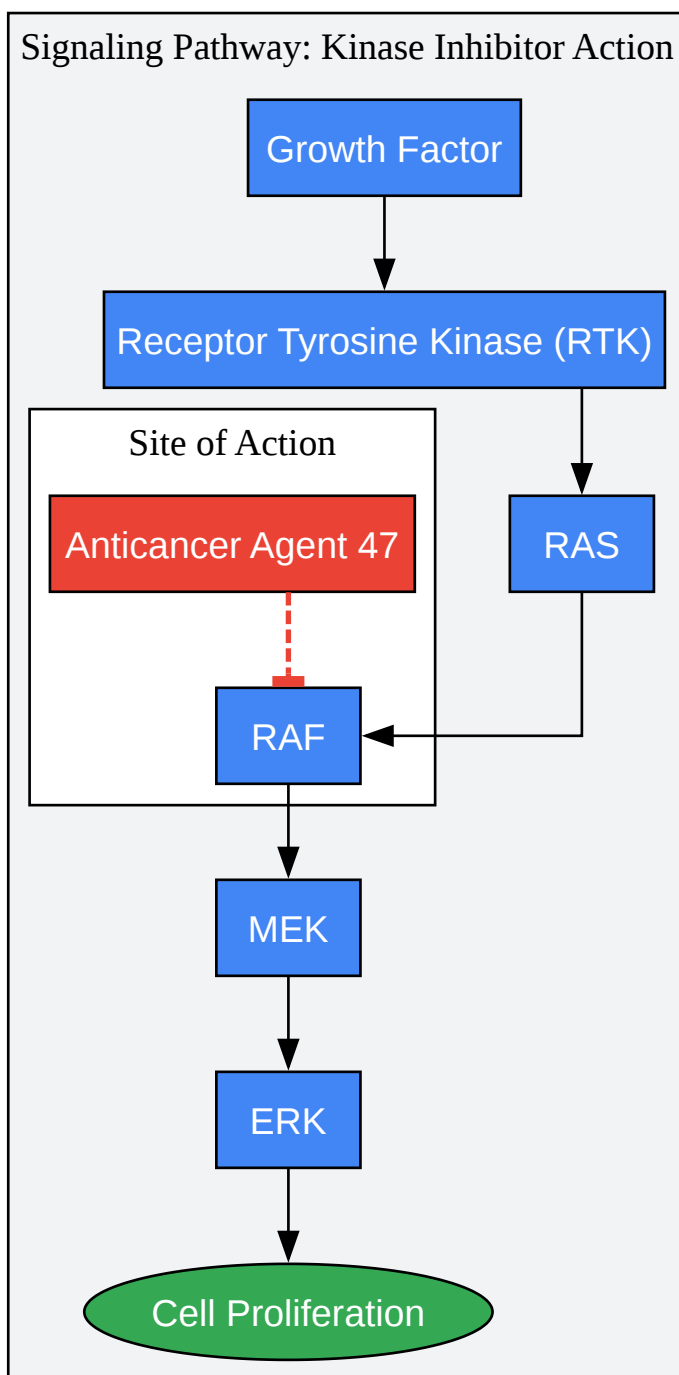 Signaling Pathway: Kinase Inhibitor Action
Growth Factor
Receptor Tyrosine Kinase (RTK)
Site of Action
Anticancer Agent 47
RAS
RAF
MEK
ERK
Cell Proliferation